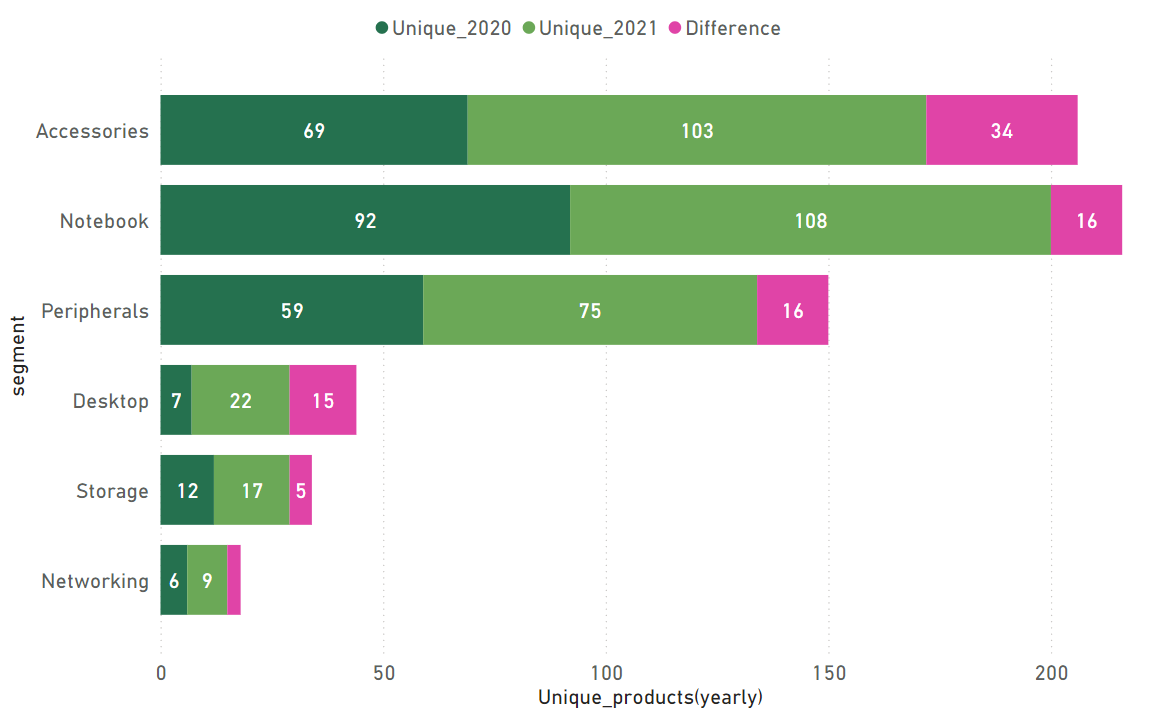 Unique_2020 Unique_2021 Difference
Accessories 69 103 34
Notebook 92 108 16
Peripherals 59 75 16
Desktop 7 22 15
Storage 12 17 5
Networking 6 9
segment
0 50 100 150 200
Unique_products(yearly)